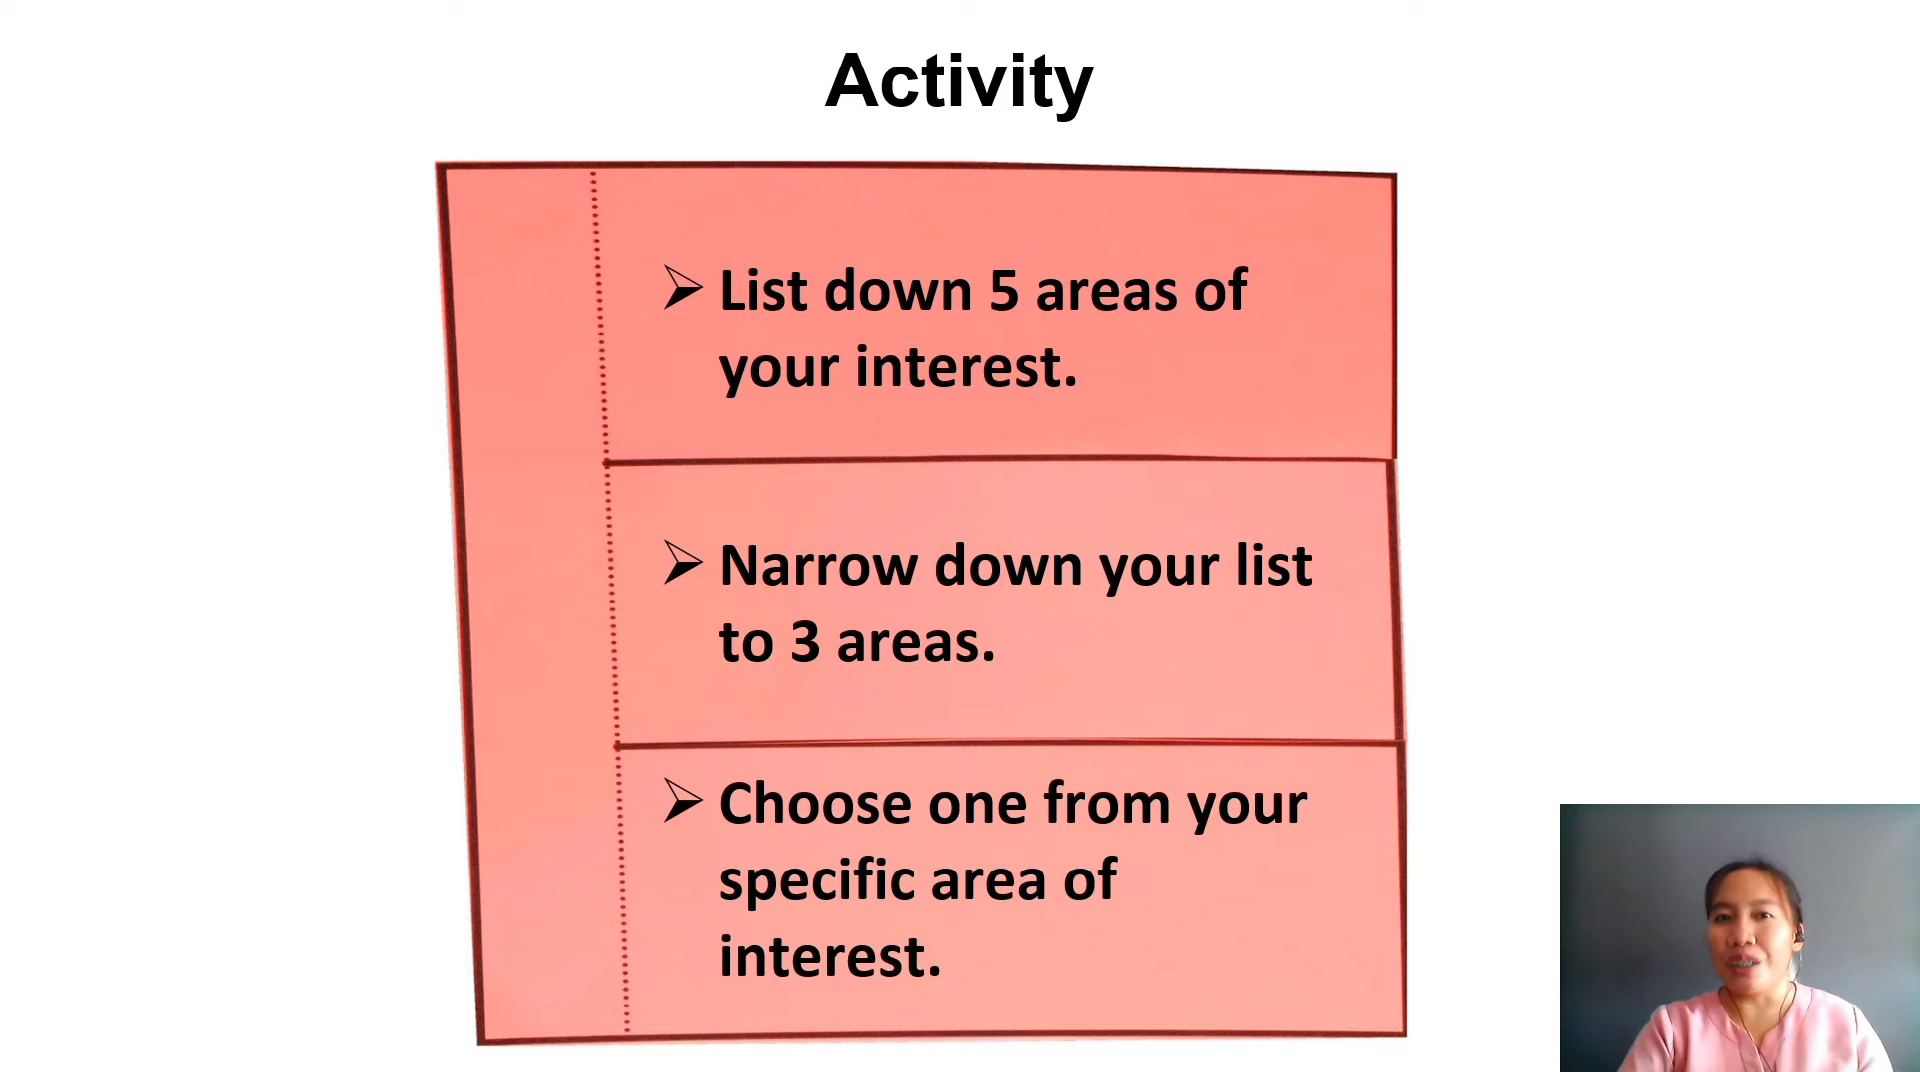 Activity
➢ List down 5 areas of
your interest.
➢ Narrow down your list
to 3 areas.
➢ Choose one from your
specific area of
interest.